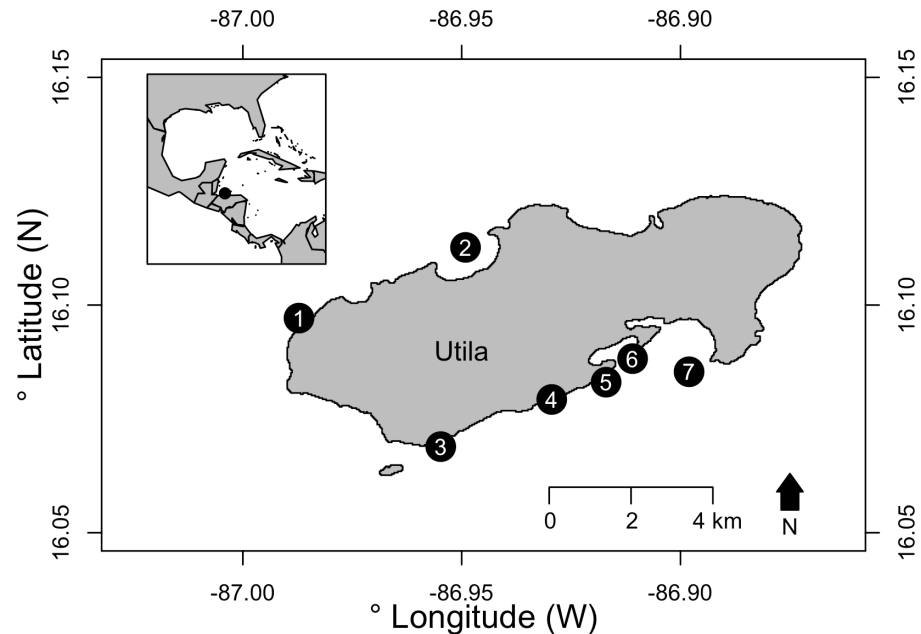 -87.00 -86.95 -86.90
16.15 16.15
2
16.10 16.10
1
Utila
6
7
5
4
3
0 2 4 km
N
16.05 16.05
-87.00 -86.95 -86.90
° Longitude (W)
° Latitude (N)